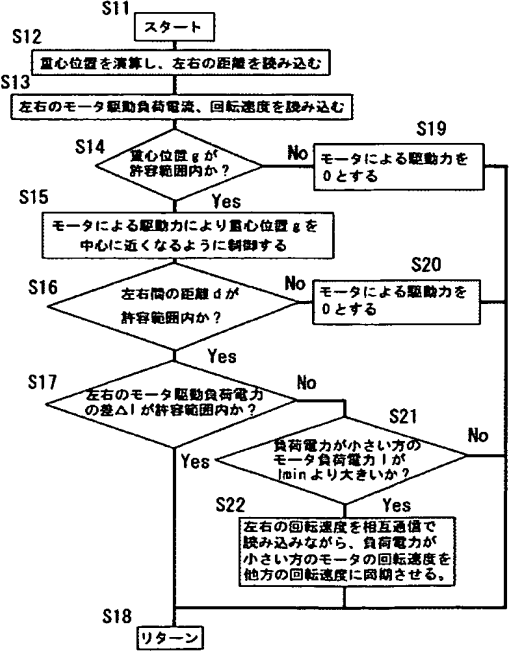 S11
スタート
S12
重心位置を演算し、左右の距離を読み込む
S13
左右のモータ駆動負荷電流、回転速度を読み込む
S14
重心位置gが
許容範囲内か?
No
S19
モータによる駆動力を
0とする
Yes
S15
モータによる駆動力により重心位置gを
中心に近くなるように制御する
S16
左右間の距離dが
許容範囲内か?
No
S20
モータによる駆動力を
0とする
Yes
S17
左右のモータ駆動負荷電力
の差△Iが許容範囲内か?
No
S21
負荷電力が小さい方の
モータ負荷電力Iが
Iminより大きいか?
No
Yes
Yes
S22
左右の回転速度を相互通信で
読み込みながら、負荷電力が
小さい方のモータの回転速度を
他方の回転速度に同期させる。
S18
リターン